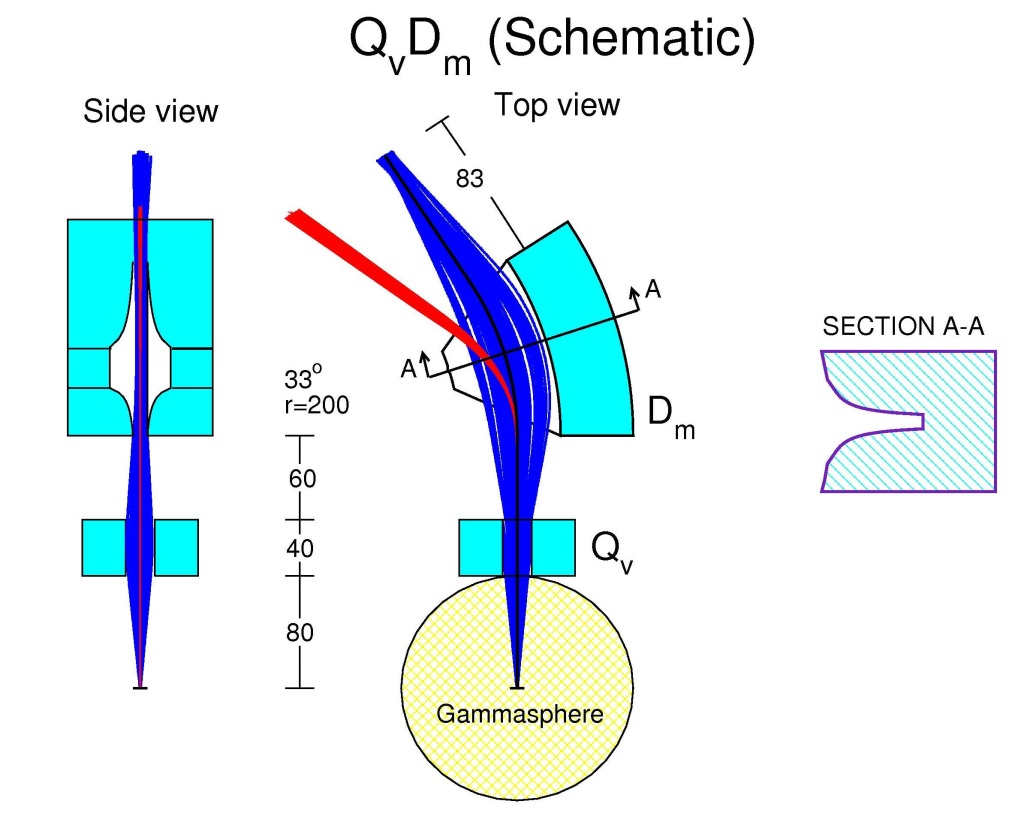 QvDm (Schematic)
Side view
Top view
83
A
SECTION A-A
A
33o
r=200
Dm
60
40
Qv
80
Gammasphere